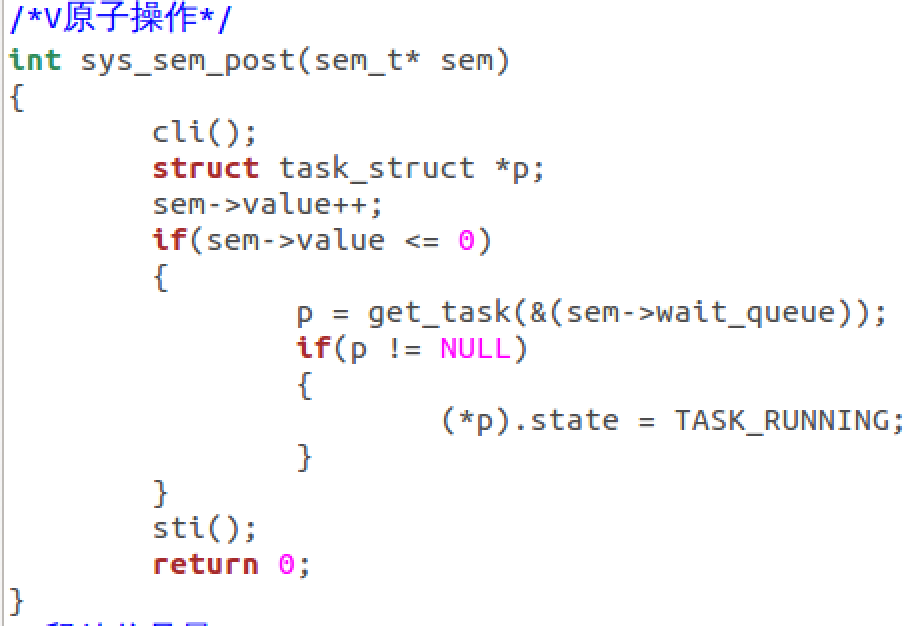 /*V原子操作*/
int sys_sem_post(sem_t* sem)
{
        cli();
        struct task_struct *p;
        sem->value++;
        if(sem->value <= 0)
        {
                p = get_task(&(sem->wait_queue));
                if(p != NULL)
                {
                        (*p).state = TASK_RUNNING;
                }
        }
        sti();
        return 0;
}